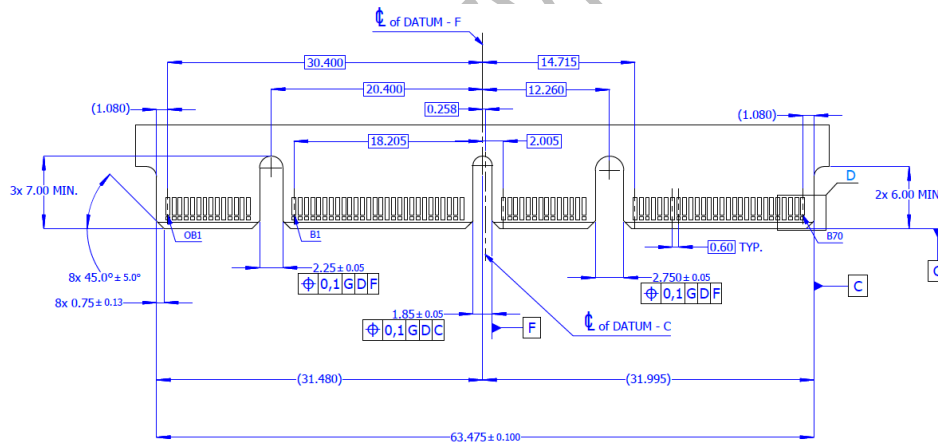 ℄ of DATUM - F
30.400
14.715
20.400
12.260
(1.080)
0.258
(1.080)
18.205
2.005
D
3x 7.00 MIN.
2x 6.00 MIN
OB1
B1
B70
0.60 TYP.
8x 45.0°± 5.0°
2.25± 0.05
2.750± 0.05
C
⌖ 0,1 G D F
⌖ 0,1 G D F
8x 0.75± 0.13
1.85± 0.05
F
⌖ 0,1 G D C
℄ of DATUM - C
(31.480)
(31.995)
63.475± 0.100